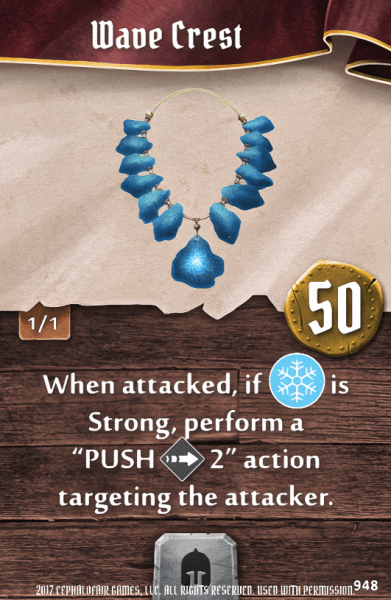 Wave Crest
50
1/1
When attacked, if is
Strong, perform a
“PUSH 2” action
targeting the attacker.
2017 CEPHALOFAIR GAMES, LLC. ALL RIGHTS RESERVED. USED WITH PERMISSION.
948